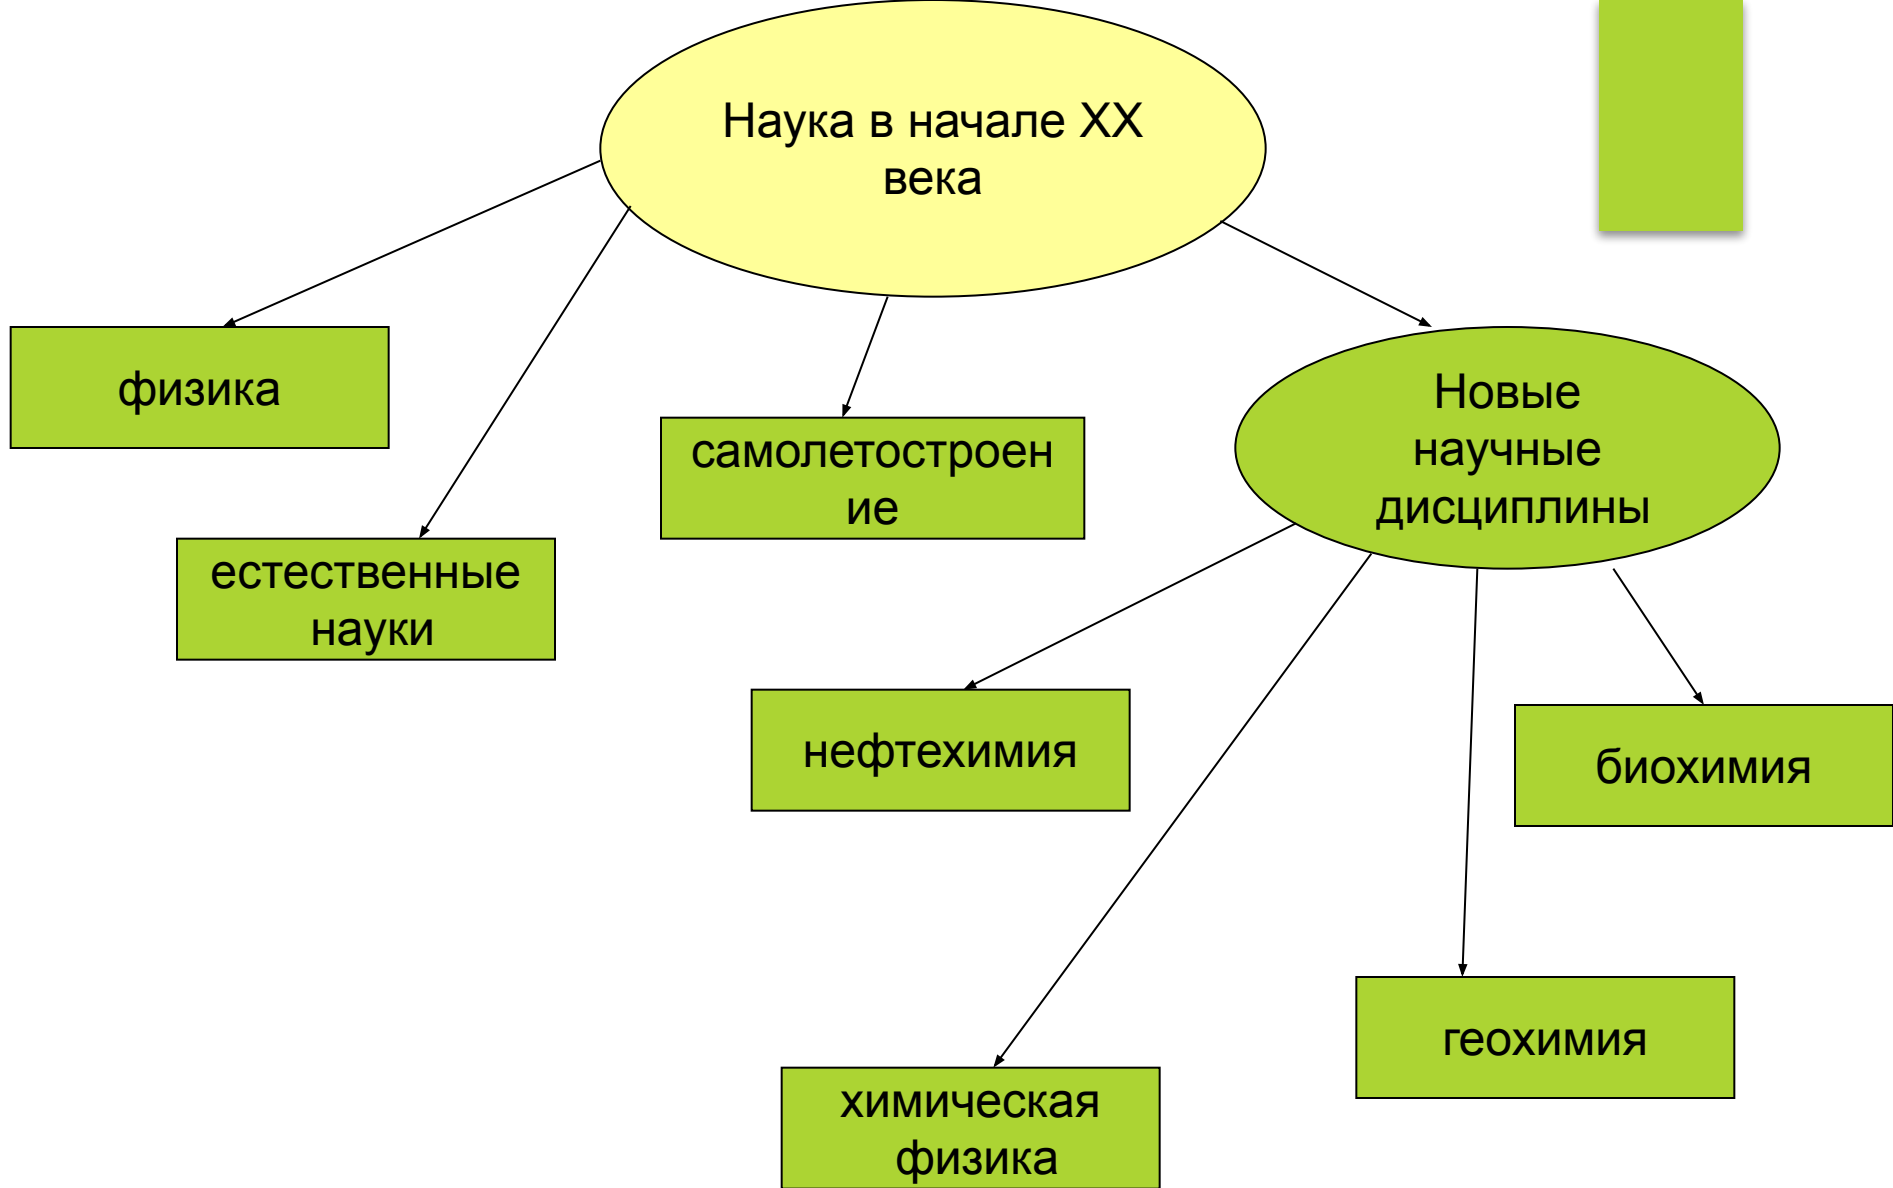 Наука в начале XX
века
физика
самолетостроен
ие
Новые
научные
дисциплины
естественные
науки
нефтехимия
биохимия
геохимия
химическая
физика